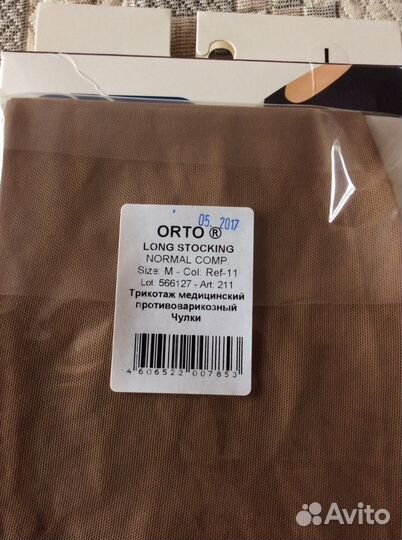 L
05. 2017
ORTO ®
LONG STOCKING
NORMAL COMP.
Size: M - Col: Ref-11
Lot: 566127 - Art: 211
Трикотаж медицинский
противоварикозный
Чулки
4 606522 007853
Avito